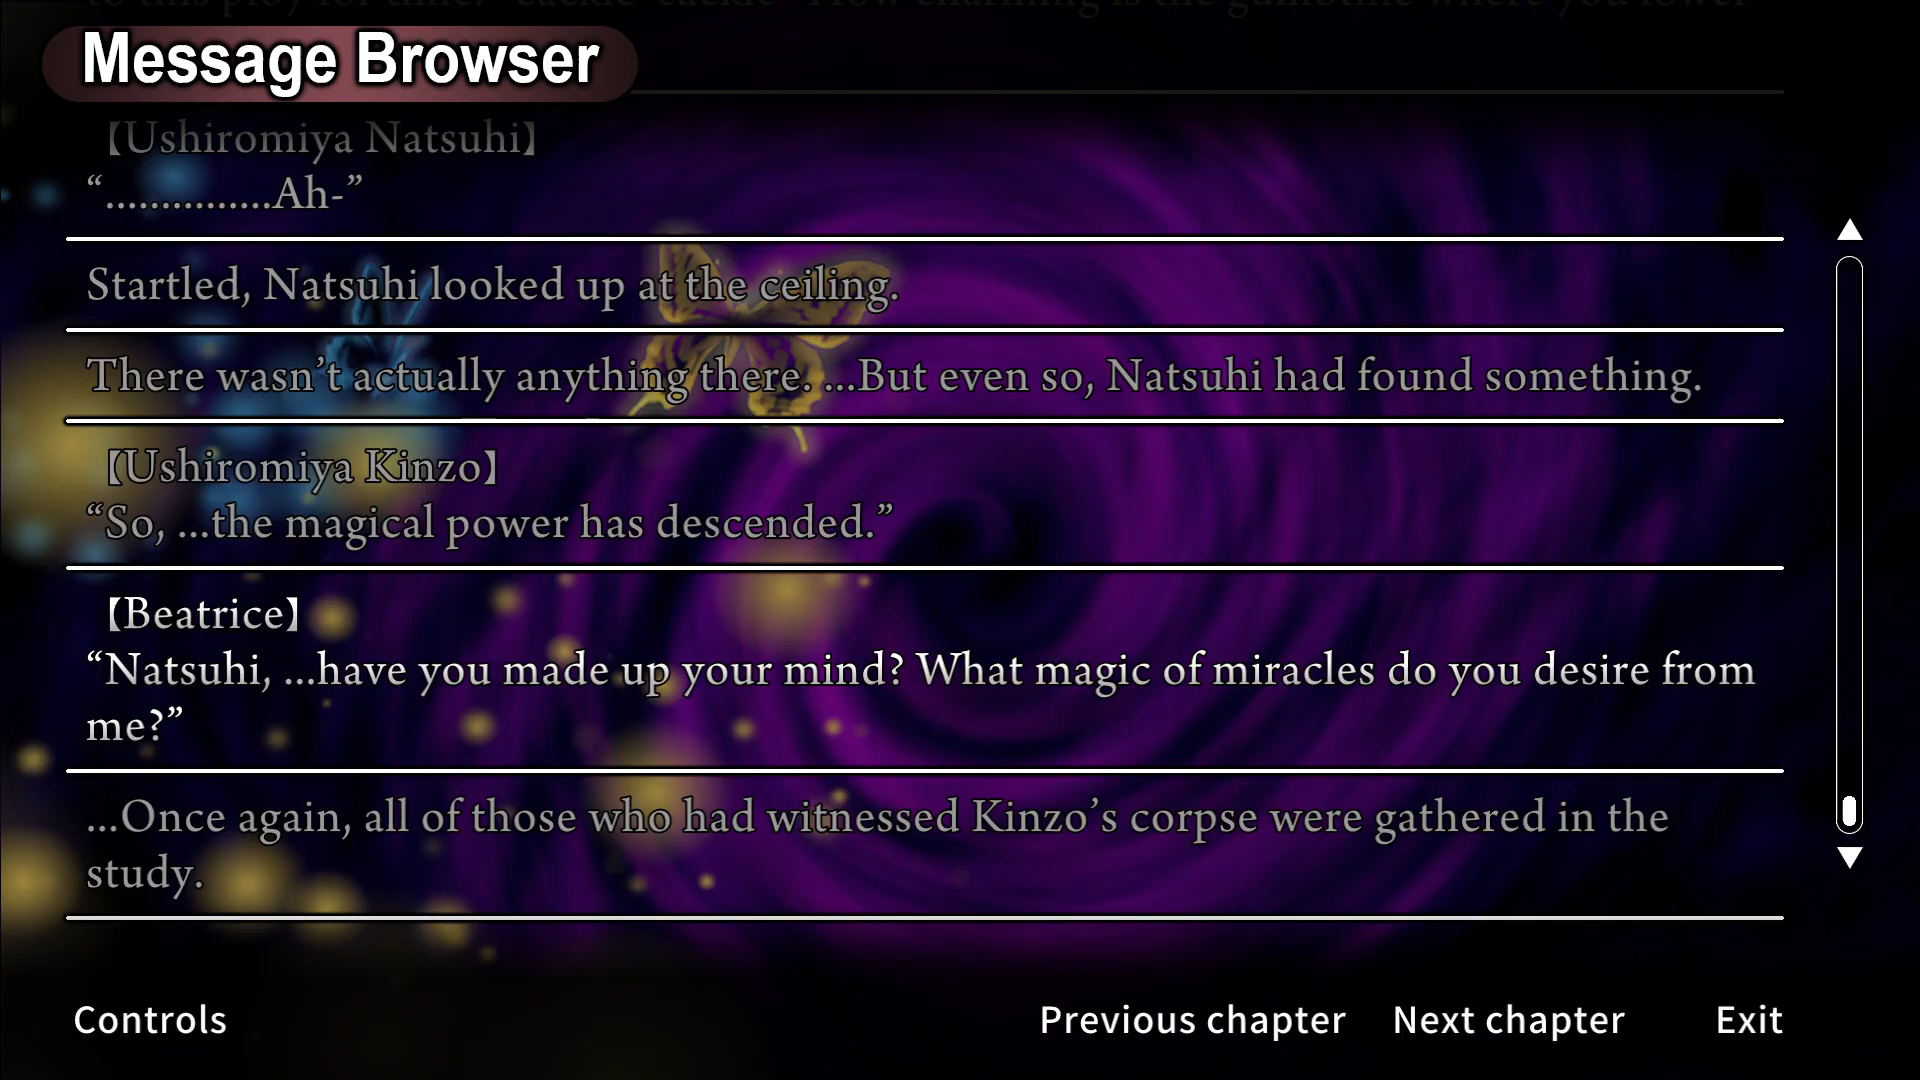 Message Browser
【Ushiromiya Natsuhi】
“...............Ah-”
Startled, Natsuhi looked up at the ceiling.
There wasn’t actually anything there. ...But even so, Natsuhi had found something.
【Ushiromiya Kinzo】
“So, ...the magical power has descended.”
【Beatrice】
“Natsuhi, ...have you made up your mind? What magic of miracles do you desire from
me?”
...Once again, all of those who had witnessed Kinzo’s corpse were gathered in the
study.
Controls
Previous chapter
Next chapter
Exit